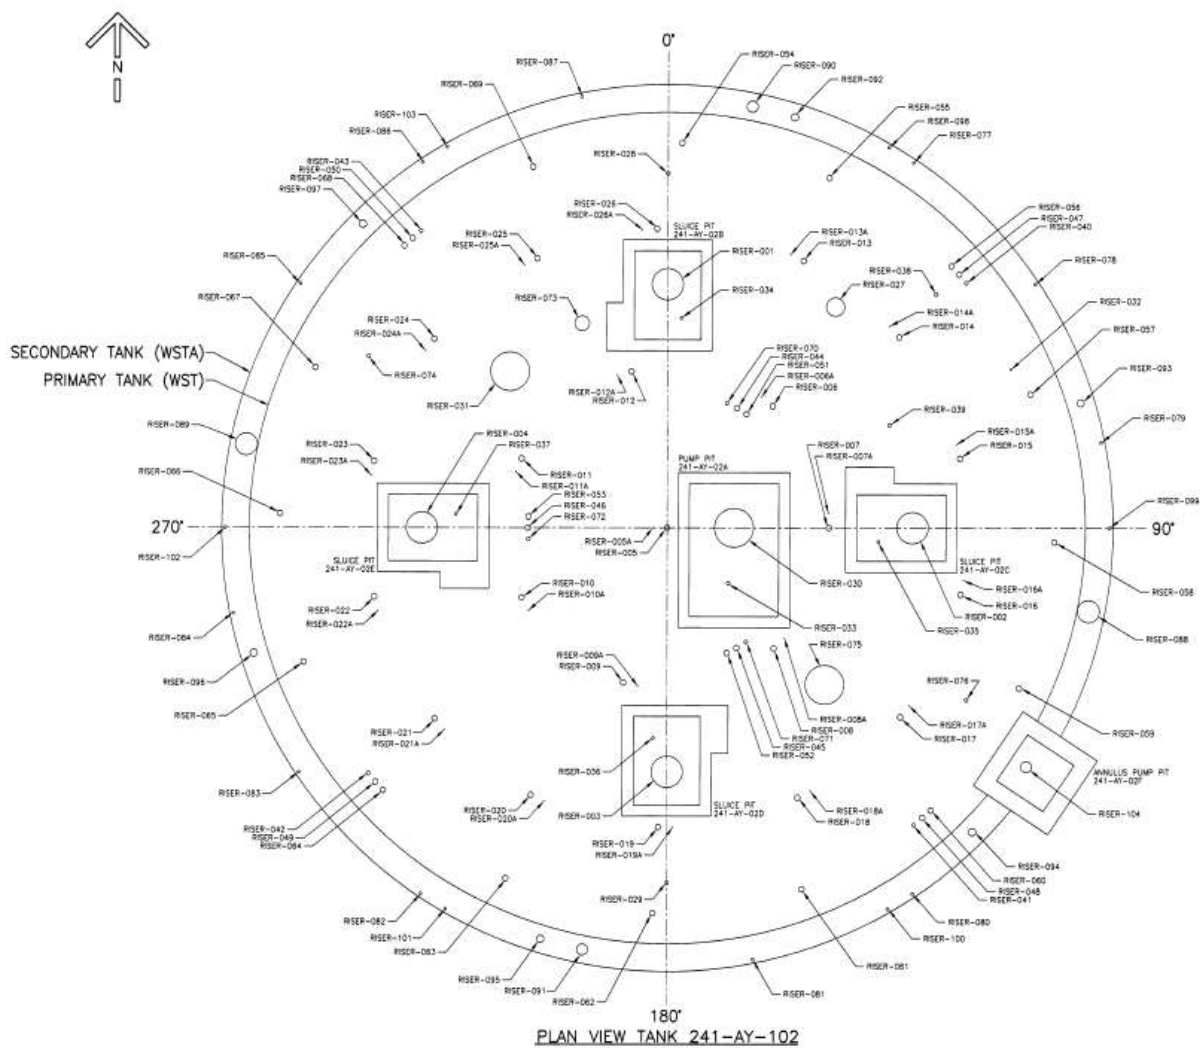 N
0°
RISER-054
RISER-087
RISER-090
RISER-069
RISER-092
RISER-103
RISER-055
RISER-086
RISER-098
RISER-077
RISER-043
RISER-050
RISER-068
RISER-097
RISER-028
RISER-026
RISER-026A
SLUICE PIT
241-AY-02B
RISER-056
RISER-047
RISER-040
RISER-025
RISER-025A
RISER-013A
RISER-013
RISER-001
RISER-085
RISER-078
RISER-038
RISER-027
RISER-034
RISER-067
RISER-073
RISER-032
RISER-024
RISER-024A
RISER-014A
RISER-014
RISER-057
SECONDARY TANK (WSTA)
PRIMARY TANK (WST)
RISER-074
RISER-070
RISER-044
RISER-051
RISER-006A
RISER-006
RISER-093
RISER-012A
RISER-012
RISER-031
RISER-039
RISER-079
RISER-089
RISER-004
RISER-037
RISER-015A
RISER-015
RISER-023
RISER-023A
RISER-007
RISER-007A
RISER-066
RISER-011
RISER-011A
PUMP PIT
241-AY-02A
RISER-053
RISER-046
RISER-072
RISER-099
270°
90°
RISER-005A
RISER-005
RISER-102
SLUICE PIT
241-AY-02E
SLUICE PIT
241-AY-02C
RISER-010
RISER-010A
RISER-030
RISER-016A
RISER-016
RISER-058
RISER-002
RISER-022
RISER-022A
RISER-033
RISER-035
RISER-088
RISER-084
RISER-075
RISER-009A
RISER-009
RISER-096
RISER-076
RISER-065
RISER-008A
RISER-008
RISER-071
RISER-045
RISER-052
RISER-017A
RISER-017
RISER-021
RISER-021A
RISER-059
RISER-036
ANNULUS PUMP PIT
241-AY-02F
RISER-083
RISER-020
RISER-020A
RISER-003
SLUICE PIT
241-AY-02D
RISER-018A
RISER-018
RISER-104
RISER-042
RISER-049
RISER-064
RISER-019
RISER-019A
RISER-094
RISER-060
RISER-048
RISER-041
RISER-029
RISER-082
RISER-101
RISER-063
RISER-080
RISER-100
RISER-095
RISER-091
RISER-062
RISER-061
RISER-081
180°
PLAN VIEW TANK 241-AY-102